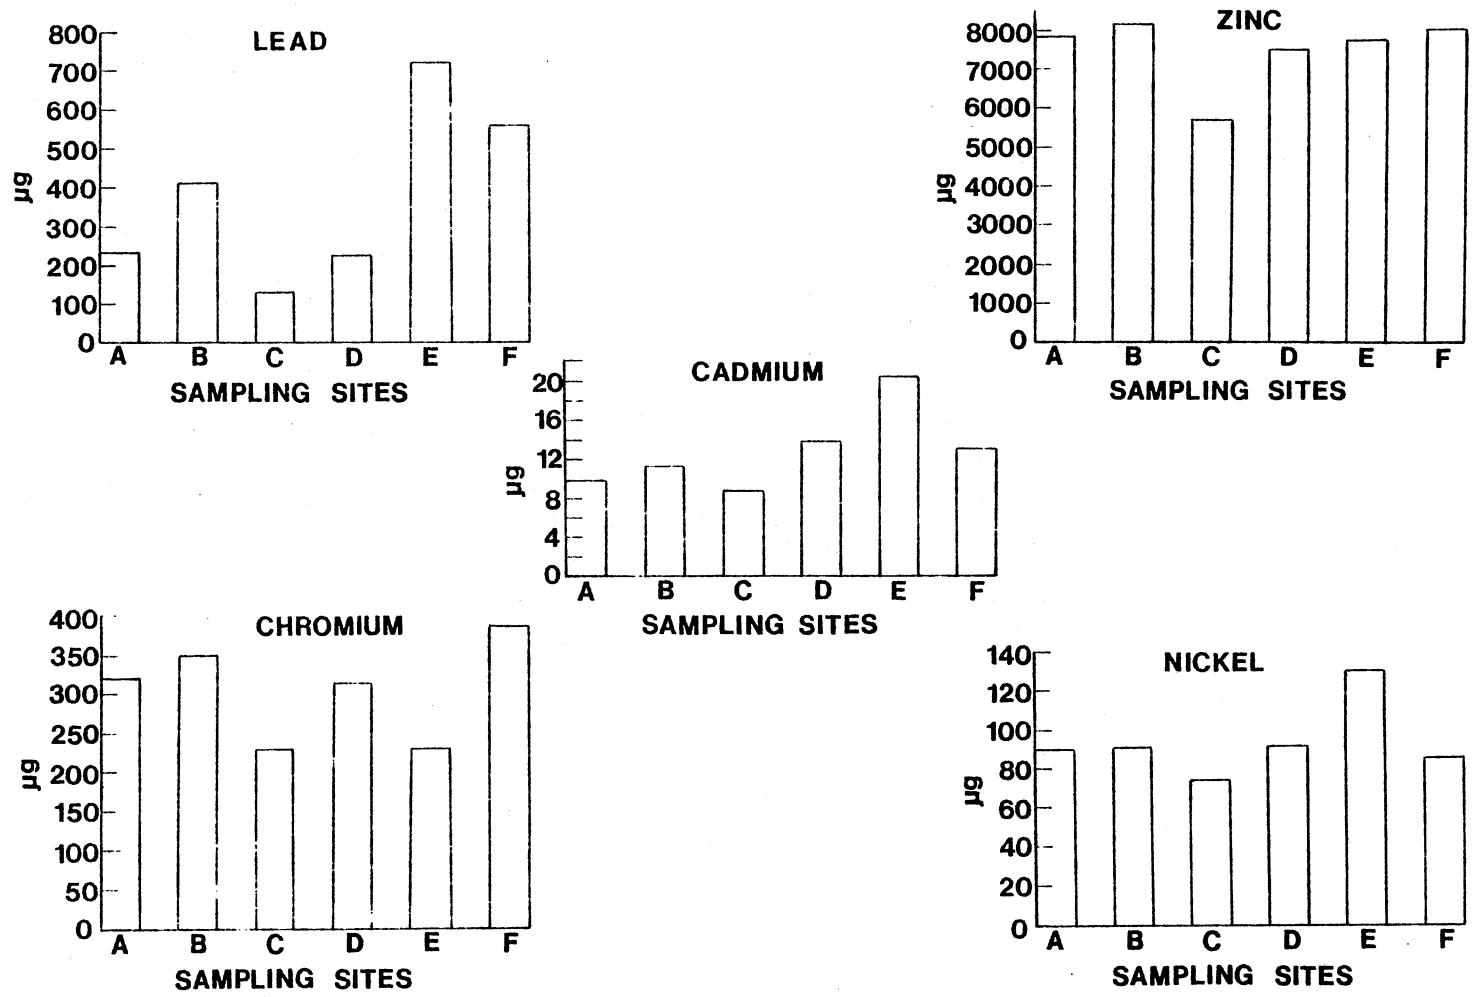 LEAD
800
700
600
500
400
300
200
100
0
µg
A B C D E F
SAMPLING SITES
ZINC
8000
7000
6000
5000
4000
3000
2000
1000
0
µg
A B C D E F
SAMPLING SITES
CADMIUM
20
16
12
8
4
0
µg
A B C D E F
SAMPLING SITES
CHROMIUM
400
350
300
250
200
150
100
50
0
µg
A B C D E F
SAMPLING SITES
NICKEL
140
120
100
80
60
40
20
0
µg
A B C D E F
SAMPLING SITES